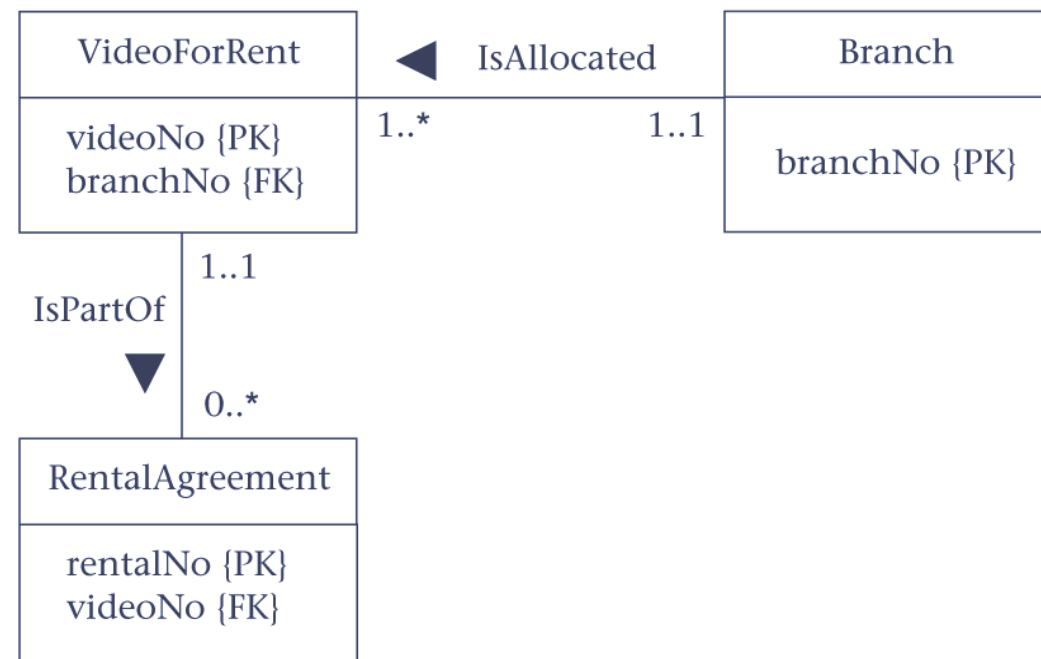 VideoForRent
videoNo {PK}
branchNo {FK}
IsAllocated
1..*
1..1
Branch
branchNo {PK}
1..1
IsPartOf
0..*
RentalAgreement
rentalNo {PK}
videoNo {FK}